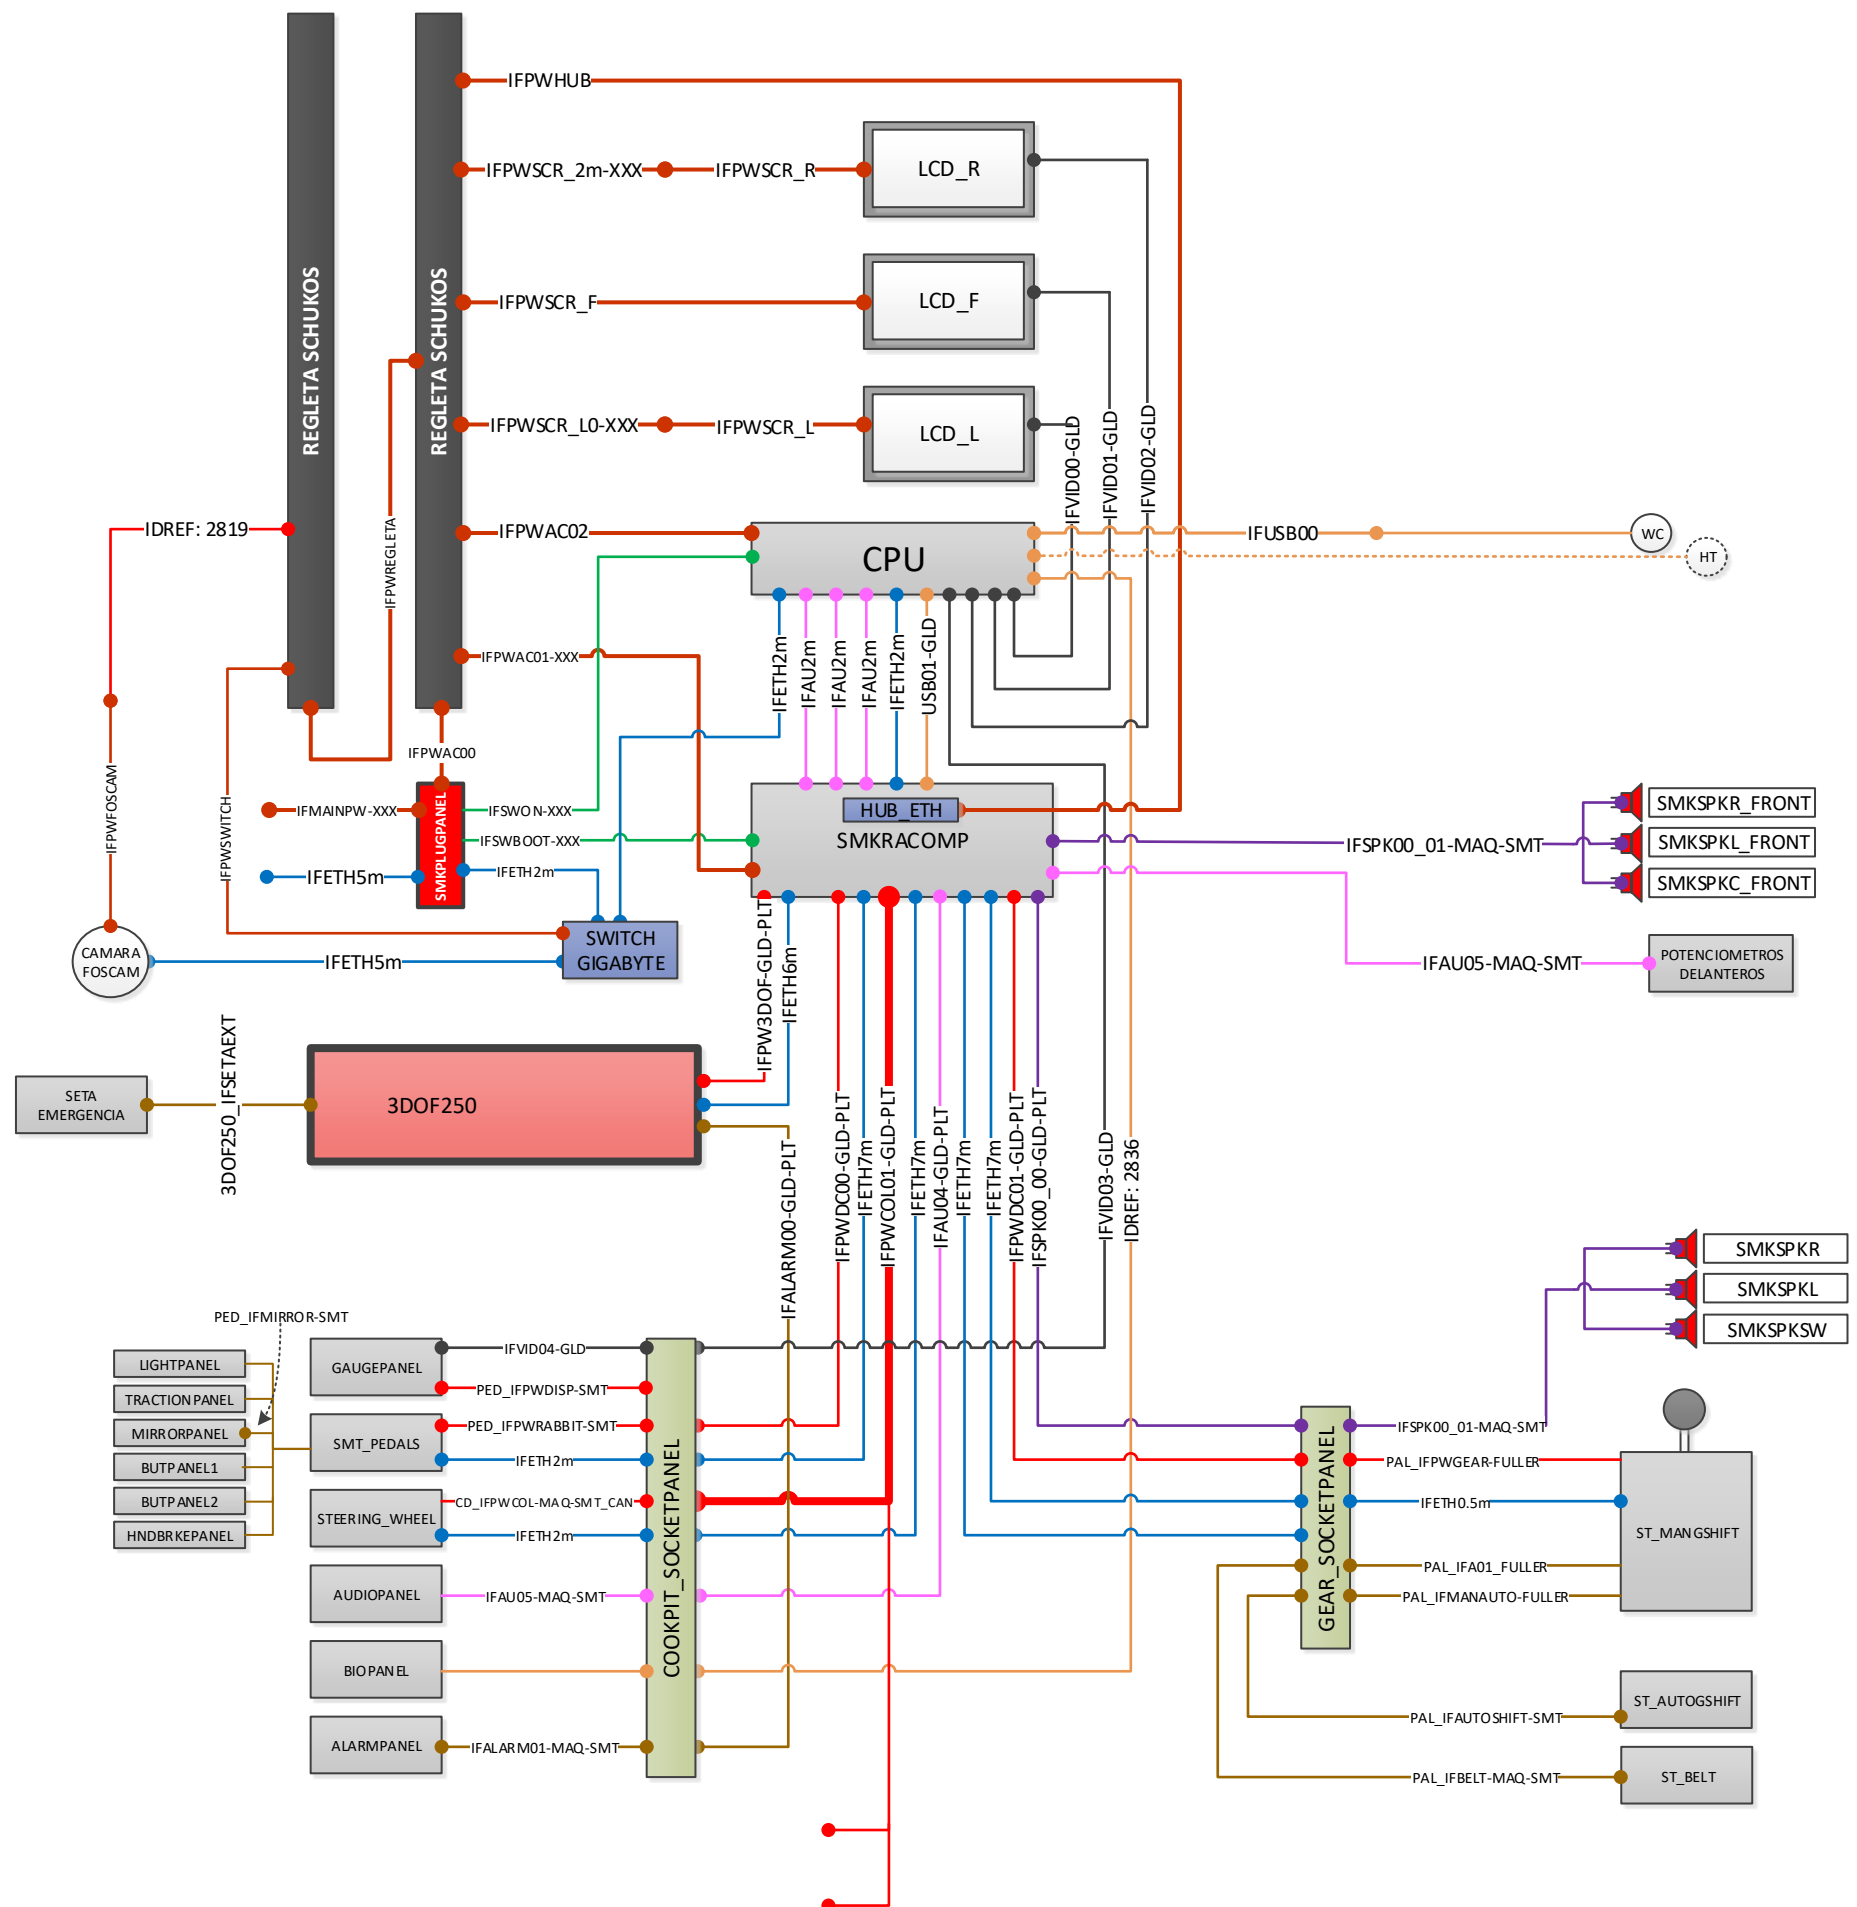 IFPWHUB
IFPWSCR_2m-XXX
IFPWSCR_R
LCD_R
REGLETA SCHUKOS
REGLETA SCHUKOS
IFPWSCR_F
LCD_F
IFPWSCR_L0-XXX
IFPWSCR_L
LCD_L
IFVID00-GLD
IFVID01-GLD
IFVID02-GLD
IDREF: 2819
IFPWREGLETA
IFPWAC02
CPU
IFUSB00
WC
HT
IFPWAC01-XXX
IFETH2m
IFAU2m
IFAU2m
IFAU2m
IFETH2m
USB01-GLD
IFPWAC00
IFPWFOSCAM
IFPWSWITCH
IFMAINPW-XXX
SMKPLUGPANEL
IFSWON-XXX
IFSWBOOT-XXX
HUB_ETH
SMKRACOMP
IFETH5m
IFETH2m
SMKSPKR_FRONT
IFSPK00_01-MAQ-SMT
SMKSPKL_FRONT
SMKSPKC_FRONT
CAMARA
FOSCAM
IFETH5m
SWITCH
GIGABYTE
IFPW3DOF-GLD-PLT
IFETH6m
IFAU05-MAQ-SMT
POTENCIOMETROS
DELANTEROS
SETA
EMERGENCIA
3DOF250_IFSETAEXT
3DOF250
IFALARM00-GLD-PLT
IFPWDC00-GLD-PLT
IFETH7m
IFPWCOL01-GLD-PLT
IFETH7m
IFAU04-GLD-PLT
IFETH7m
IFETH7m
IFPWDC01-GLD-PLT
IFSPK00_00-GLD-PLT
IFVID03-GLD
IDREF: 2836
SMKSPKR
SMKSPKL
SMKSPKSW
PED_IFMIRROR-SMT
LIGHTPANEL
TRACTIONPANEL
MIRRORPANEL
BUTPANEL1
BUTPANEL2
HNDBRKEPANEL
GAUGEPANEL
IFVID04-GLD
PED_IFPWDISP-SMT
SMT_PEDALS
PED_IFPWRABBIT-SMT
IFETH2m
STEERING_WHEEL
CD_IFPWCOL-MAQ-SMT_CAN
IFETH2m
AUDIOPANEL
IFAU05-MAQ-SMT
BIOPANEL
ALARMPANEL
IFALARM01-MAQ-SMT
COOKPIT_SOCKETPANEL
GEAR_SOCKETPANEL
IFSPK00_01-MAQ-SMT
PAL_IFPWGEAR-FULLER
IFETH0.5m
ST_MANGSHIFT
PAL_IFA01_FULLER
PAL_IFMANAUTO-FULLER
ST_AUTOGSHIFT
PAL_IFAUTOSHIFT-SMT
PAL_IFBELT-MAQ-SMT
ST_BELT